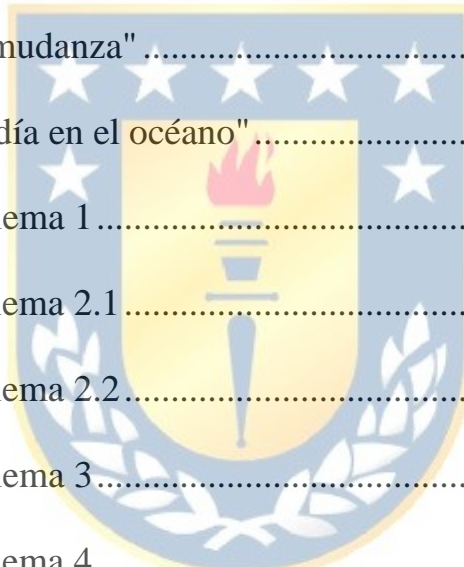 mudanza" ..........................................
día en el océano" ..............................
ema 1 ................................................
ema 2.1 .............................................
ema 2.2 .............................................
ema 3 ................................................
ema 4